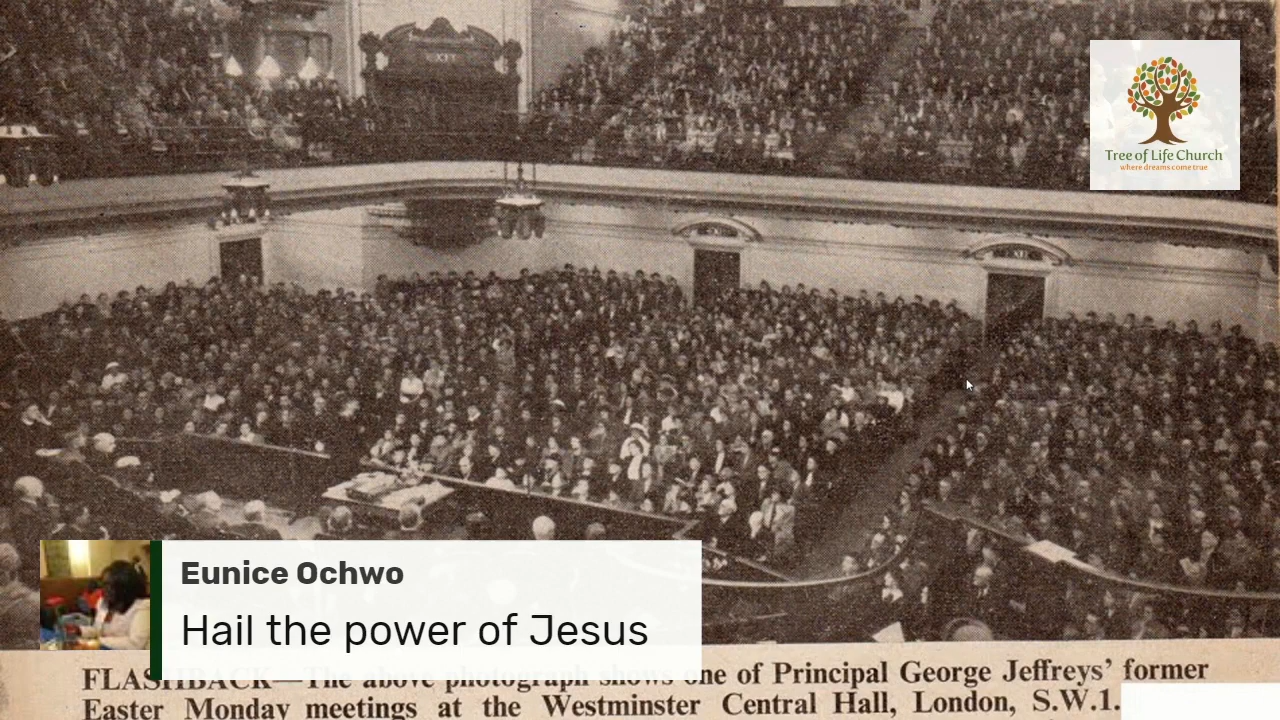 EXIT
Tree of Life Church
where dreams come true
Eunice Ochwo
Hail the power of Jesus
FLASHBACK—The above photograph shows one of Principal George Jeffreys' former
Easter Monday meetings at the Westminster Central Hall, London, S.W.1.